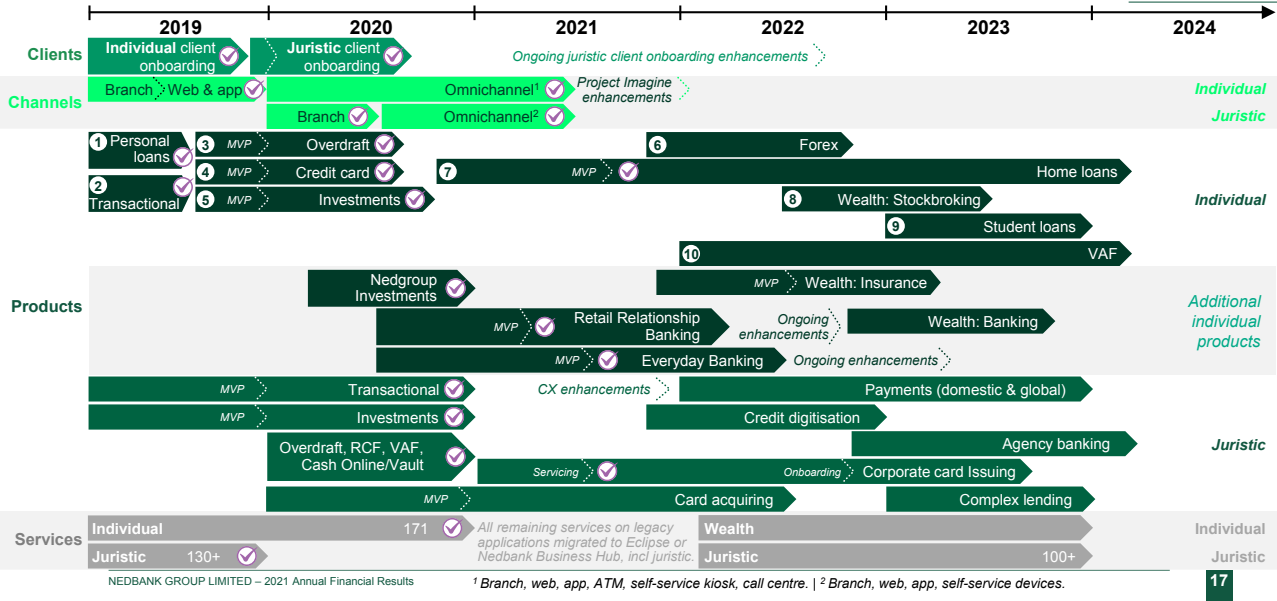 2019 2020 2021 2022 2023 2024
Clients
Individual client
onboarding
Juristic client
onboarding
Ongoing juristic client onboarding enhancements
Channels
Branch Web & app
Omnichannel¹
Project Imagine
enhancements
Individual
Branch
Omnichannel²
Juristic
Products
1 Personal
loans
3 MVP Overdraft
6 Forex
4 MVP Credit card
7 MVP Home loans
2
Transactional
5 MVP Investments
8 Wealth: Stockbroking
Individual
9 Student loans
10 VAF
Nedgroup
Investments
MVP Wealth: Insurance
MVP Retail Relationship
Banking
Ongoing
enhancements
Wealth: Banking
Additional
individual
products
MVP Everyday Banking
Ongoing enhancements
MVP Transactional
CX enhancements
Payments (domestic & global)
MVP Investments
Credit digitisation
Overdraft, RCF, VAF,
Cash Online/Vault
Agency banking
Juristic
Servicing Onboarding Corporate card Issuing
MVP Card acquiring
Complex lending
Services
Individual 171
All remaining services on legacy
applications migrated to Eclipse or
Nedbank Business Hub, incl juristic.
Wealth
Individual
Juristic 130+
Juristic 100+
Juristic
NEDBANK GROUP LIMITED – 2021 Annual Financial Results
¹ Branch, web, app, ATM, self-service kiosk, call centre. | ² Branch, web, app, self-service devices.
17